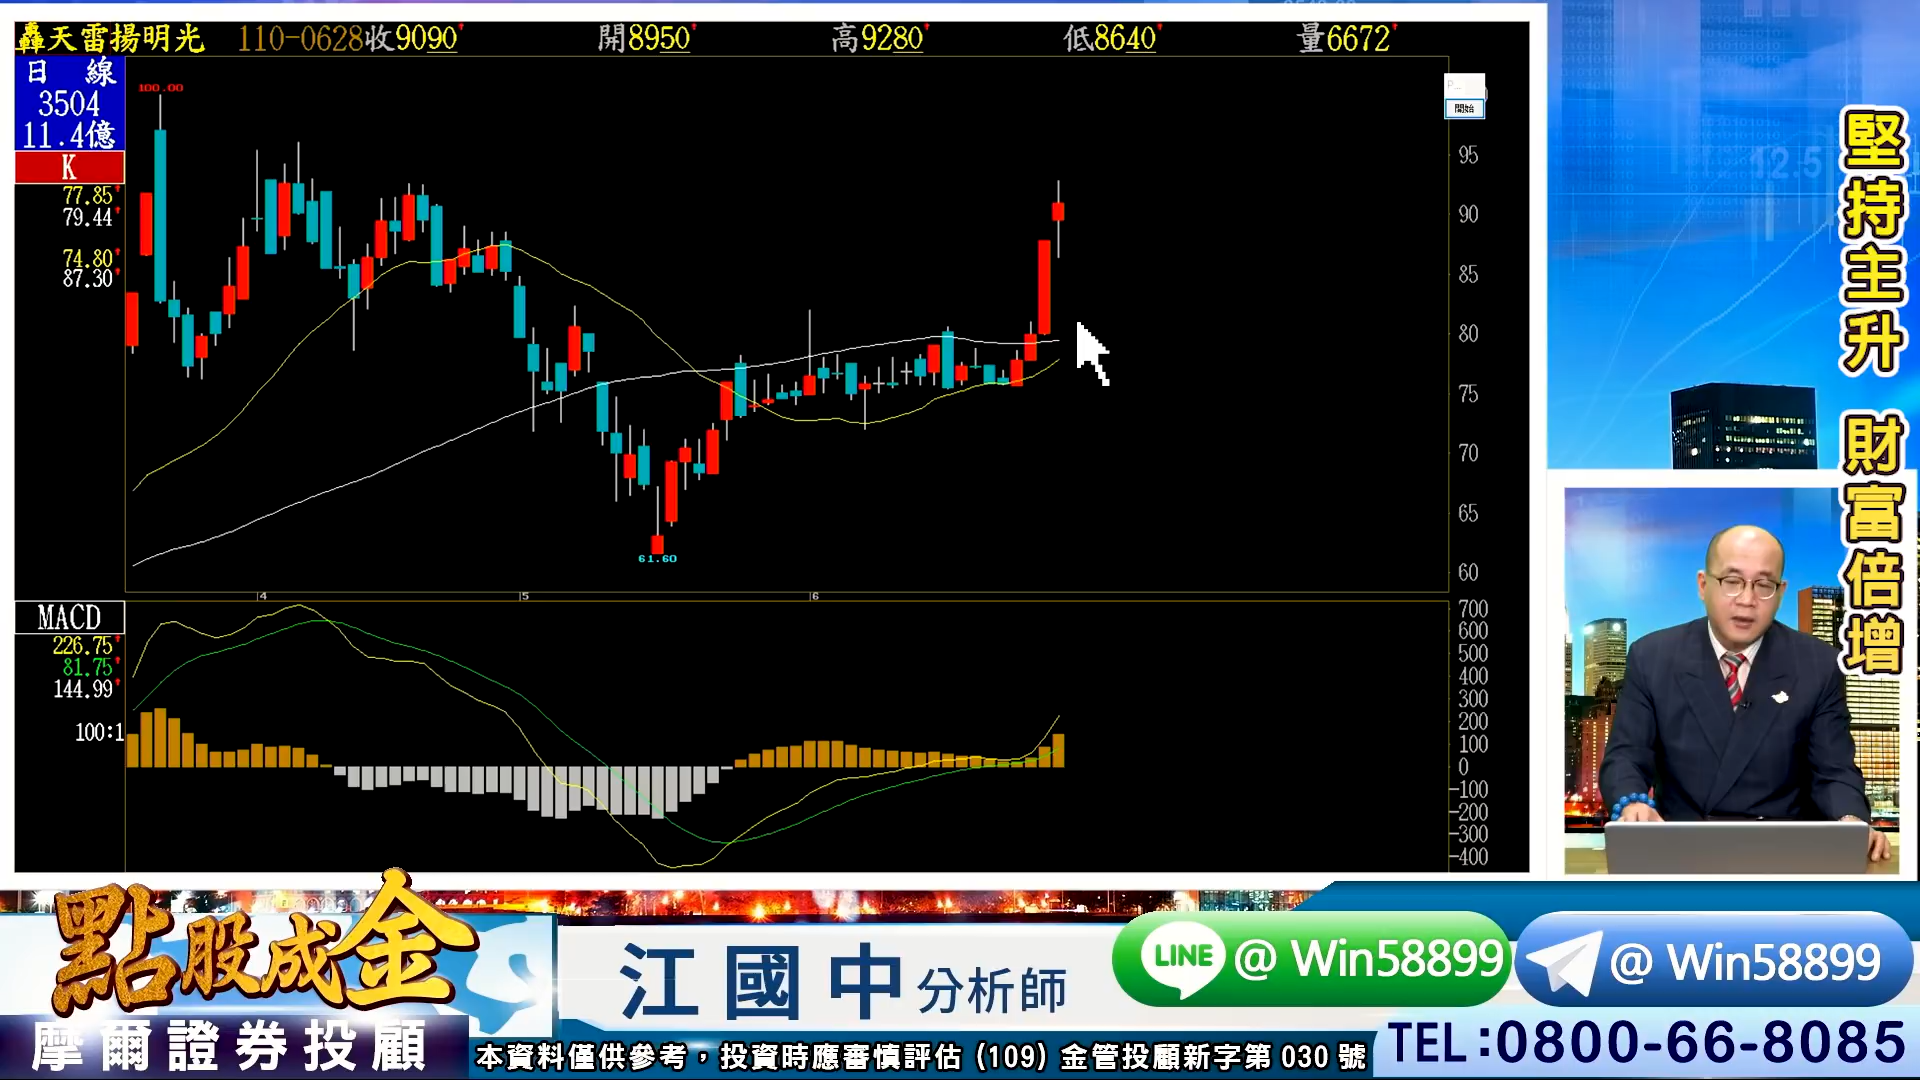 轟天雷揚明光 110-0628收9090 開8950 高9280 低8640 量6672
日 線
3504
11.4億
K
77.85
79.44
74.80
87.30
100.00
61.60
開始
95
90
85
80
75
70
65
60
4 5 6
MACD
226.75
81.75
144.99
100:1
700
600
500
400
300
200
100
0
-100
-200
-300
-400
堅持主升 財富倍增
12.5
點股成金
摩爾證券投顧
江國中 分析師
LINE @ Win58899
@ Win58899
TEL:0800-66-8085
本資料僅供參考，投資時應審慎評估 (109) 金管投顧新字第 030 號